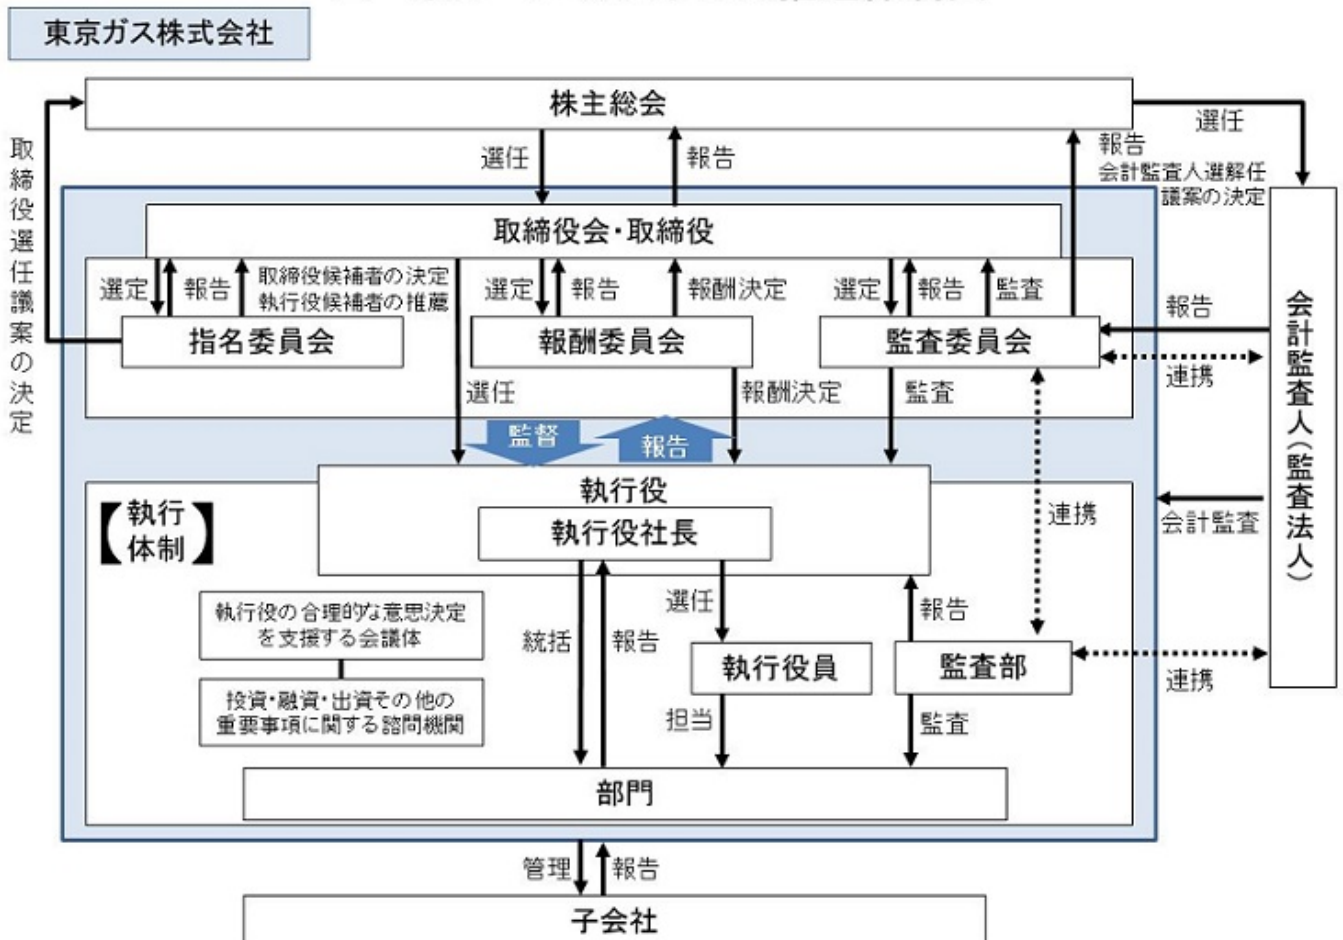 東京ガス株式会社
株主総会
選任
報告
報告
会計監査人選解任
議案の決定
選任
取締役選任議案の決定
取締役会・取締役
選定
報告
取締役候補者の決定
執行役候補者の推薦
選定
報告
報酬決定
選定
報告
監査
指名委員会
報酬委員会
監査委員会
報告
連携
会計監査人(監査法人)
選任
報酬決定
監査
監督
報告
執行役
執行役社長
【執行
体制】
連携
会計監査
執行役の合理的な意思決定
を支援する会議体
投資・融資・出資その他の
重要事項に関する諮問機関
統括
報告
選任
報告
執行役員
監査部
連携
担当
監査
部門
管理
報告
子会社